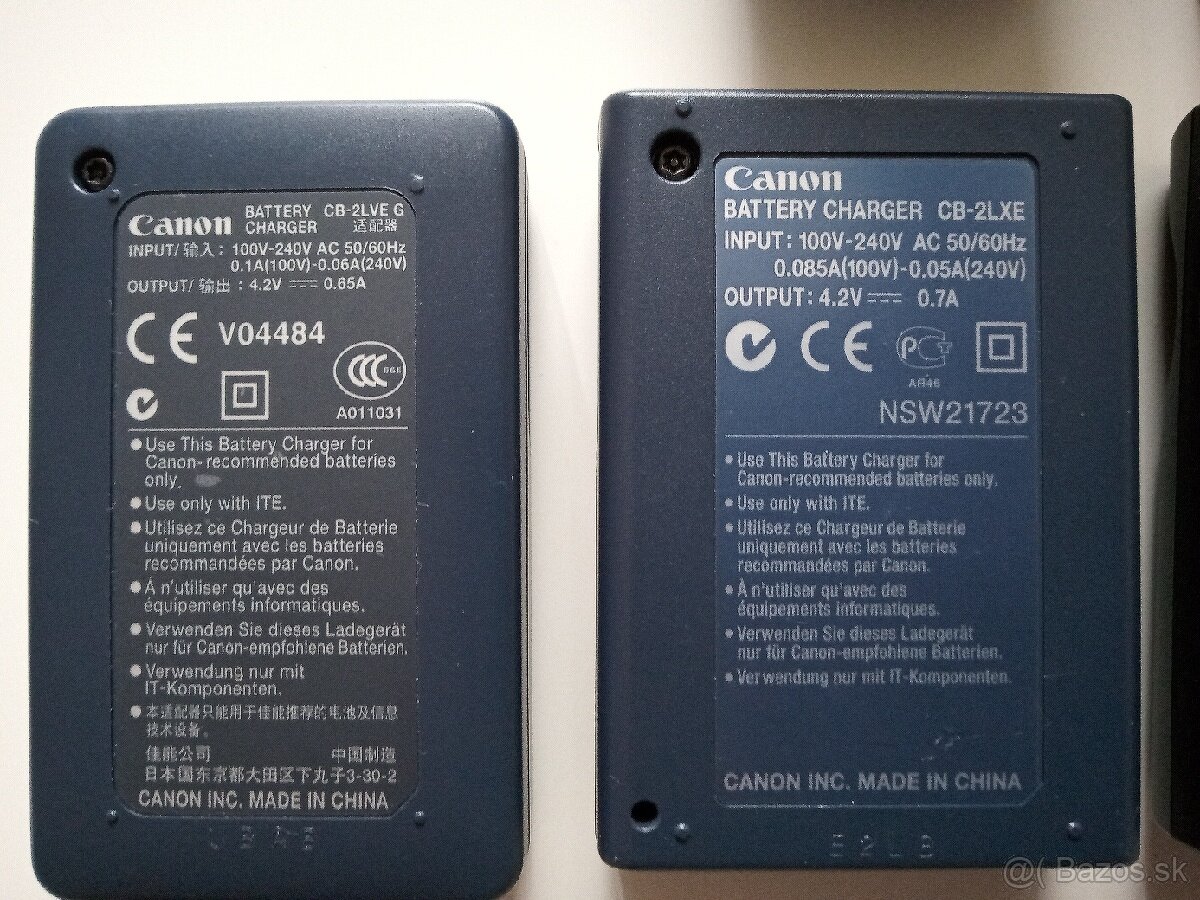 Canon BATTERY CHARGER CB-2LVE G 适配器
INPUT/输入: 100V-240V AC 50/60Hz
0.1A(100V)-0.06A(240V)
OUTPUT/输出: 4.2V 0.65A
CE V04484
A011031
●Use This Battery Charger for
Canon-recommended batteries
only.
●Use only with ITE.
●Utilisez ce Chargeur de Batterie
uniquement avec les batteries
recommandées par Canon.
●À n'utiliser qu'avec des
équipements informatiques.
●Verwenden Sie dieses Ladegerät
nur für Canon-empfohlene Batterien.
●Verwendung nur mit
IT-Komponenten.
●本适配器只能用于佳能推荐的电池及信息
技术设备。
佳能公司 中国制造
日本国东京都大田区下丸子3-30-2
CANON INC. MADE IN CHINA
Canon
BATTERY CHARGER CB-2LXE
INPUT: 100V-240V AC 50/60Hz
0.085A(100V)-0.05A(240V)
OUTPUT: 4.2V 0.7A
CE
NSW21723
•Use This Battery Charger for
Canon-recommended batteries only.
•Use only with ITE.
•Utilisez ce Chargeur de Batterie
uniquement avec les batteries
recommandées par Canon.
•À n'utiliser qu'avec des
équipements informatiques.
•Verwenden Sie dieses Ladegerät
nur für Canon-empfohlene Batterien.
•Verwendung nur mit IT-Komponenten.
CANON INC. MADE IN CHINA
Bazos.sk